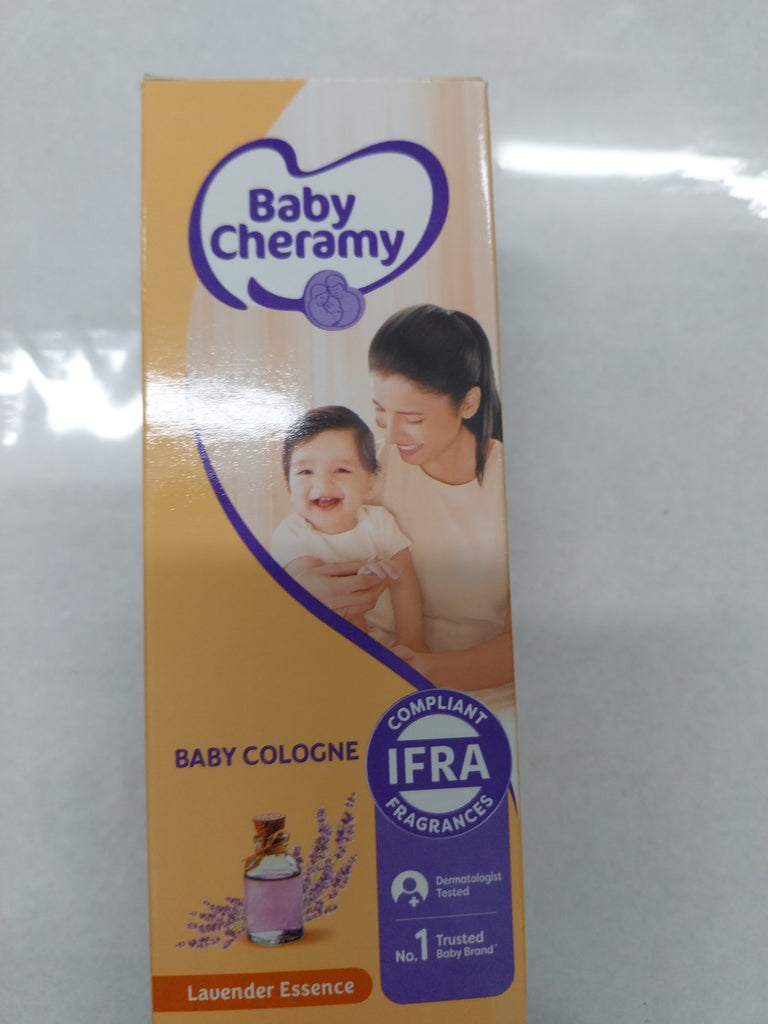 Baby
Cheramy
BABY COLOGNE
COMPLIANT
IFRA
FRAGRANCES
Dermatologist
Tested
No.1 Trusted
Baby Brand*
Lavender Essence